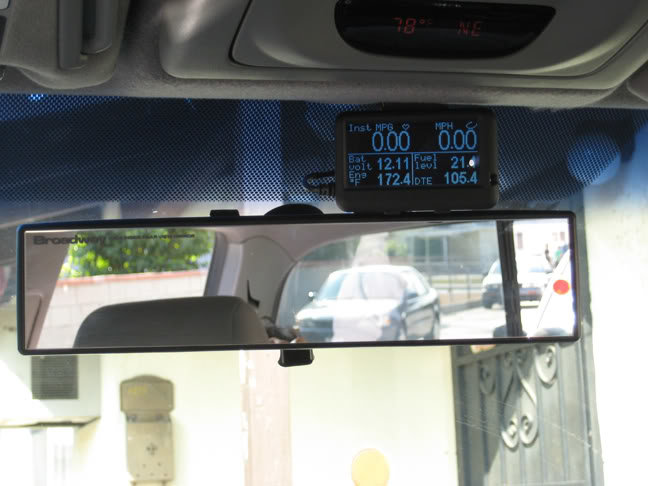 78°F NE
Inst MPG MPH
0.00 0.00
Bat volt 12.11 Fuel levl 21.
Eng °F 172.4 DTE 105.4
Broadway